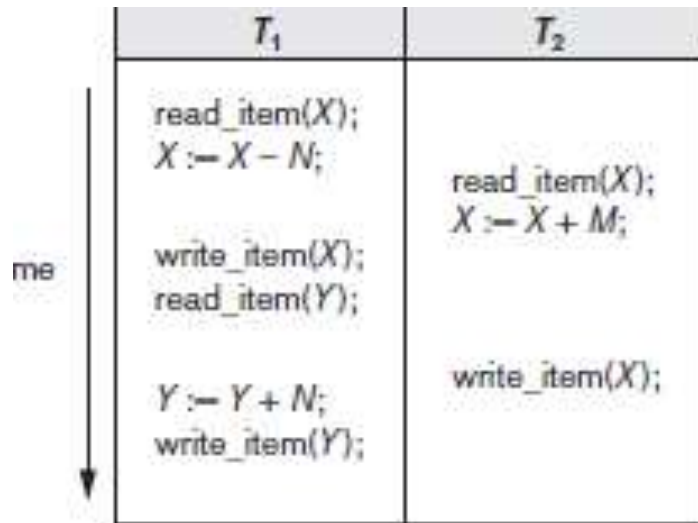 T₁ T₂
read_item(X);
X := X – N;
read_item(X);
X := X + M;
write_item(X);
read_item(Y);
me
write_item(X);
Y := Y + N;
write_item(Y);